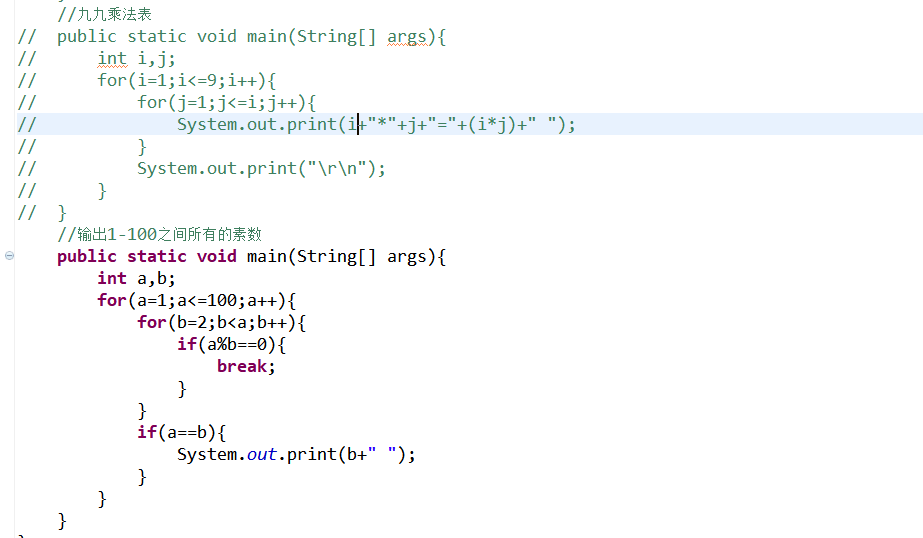 //九九乘法表
//  public static void main(String[] args){
//      int i,j;
//      for(i=1;i<=9;i++){
//          for(j=1;j<=i;j++){
//              System.out.print(i+"*"+j+"="+(i*j)+" ");
//          }
//          System.out.print("\r\n");
//      }
//  }
    //输出1-100之间所有的素数
    public static void main(String[] args){
        int a,b;
        for(a=1;a<=100;a++){
            for(b=2;b<a;b++){
                if(a%b==0){
                    break;
                }
            }
            if(a==b){
                System.out.print(b+" ");
            }
        }
    }